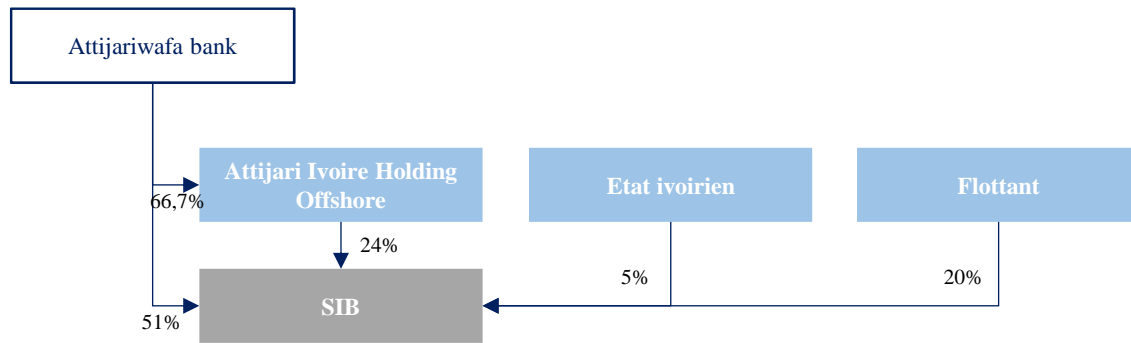 Attijariwafa bank
Attijari Ivoire Holding
Offshore
Etat ivoirien
Flottant
66,7%
24%
5%
20%
SIB
51%